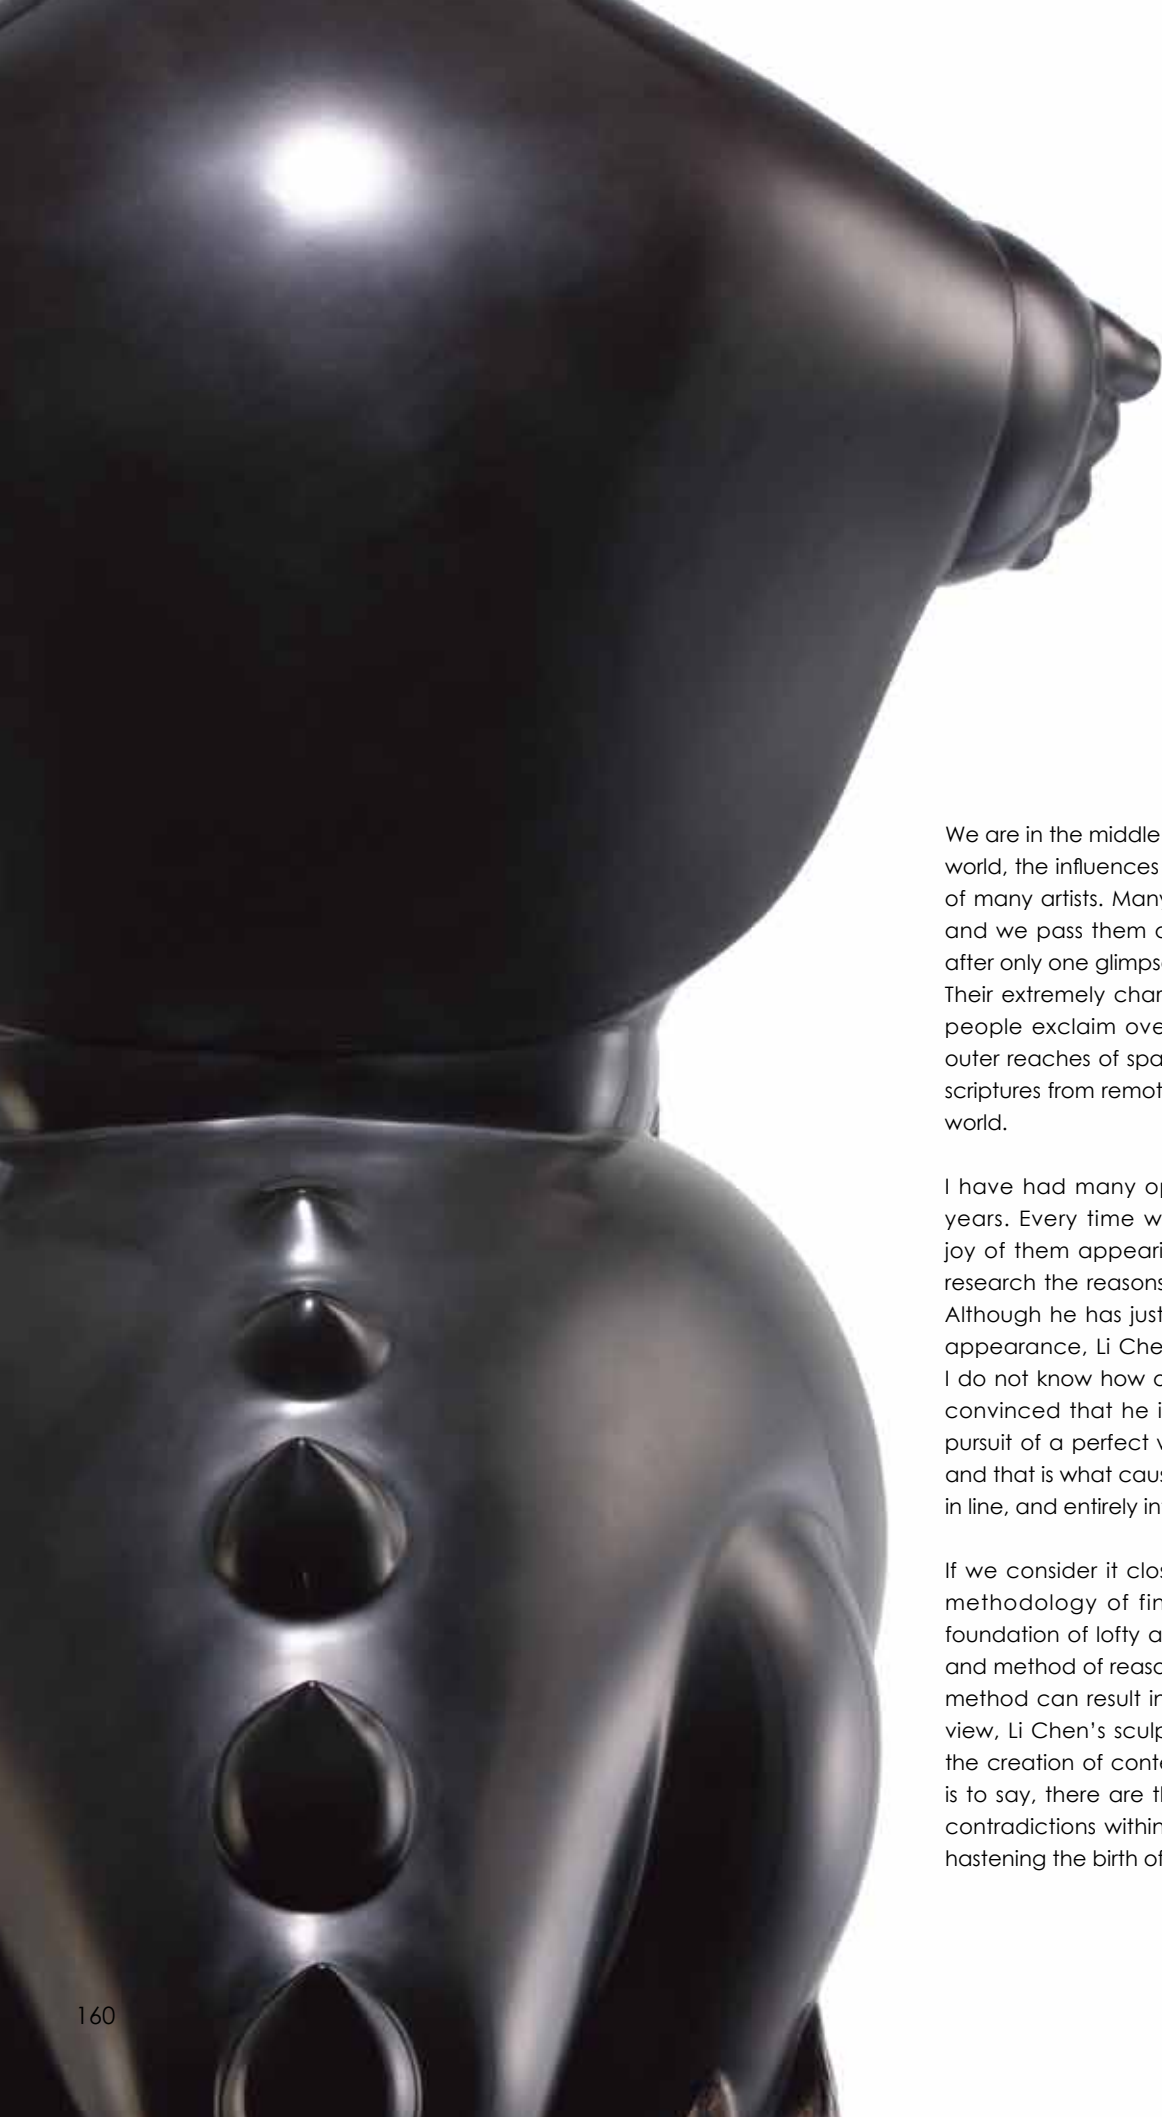 We are in the middle
world, the influences
of many artists. Many
and we pass them
after only one glimpse
Their extremely char
people exclaim ove
outer reaches of spa
scriptures from remot
world.
I have had many op
years. Every time w
joy of them appeari
research the reasons
Although he has just
appearance, Li Che
I do not know how
convinced that he i
pursuit of a perfect v
and that is what caus
in line, and entirely in
If we consider it clos
methodology of fin
foundation of lofty a
and method of reaso
method can result in
view, Li Chen's sculp
the creation of conte
is to say, there are th
contradictions within
hastening the birth of
160